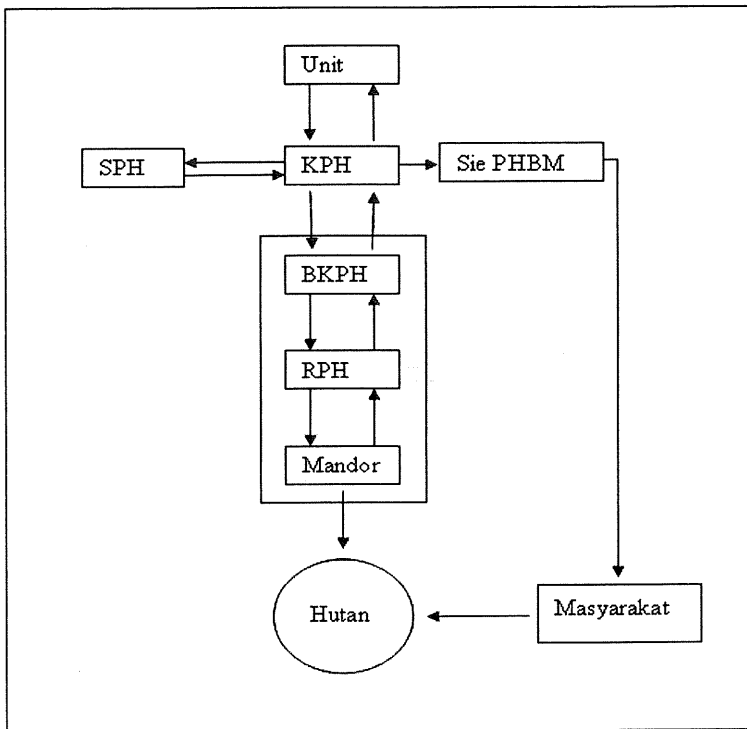 Unit
SPH
KPH
Sie PHBM
BKPH
RPH
Mandor
Hutan
Masyarakat